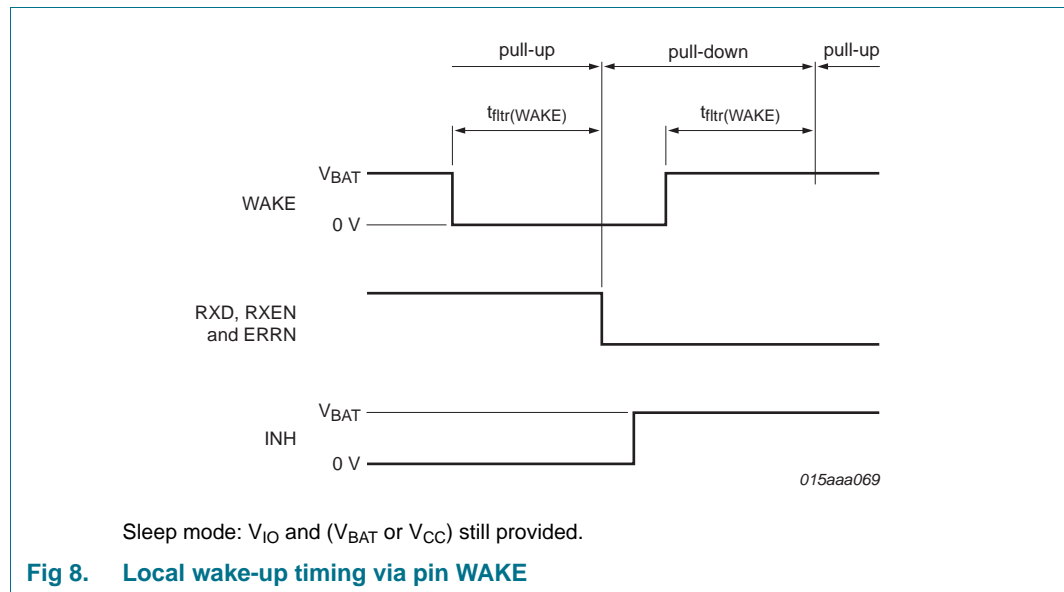 pull-up
pull-down
pull-up
tfltr(WAKE)
tfltr(WAKE)
VBAT
WAKE
0 V
RXD, RXEN
and ERRN
VBAT
INH
0 V
015aaa069
Sleep mode: VIO and (VBAT or VCC) still provided.
Fig 8. Local wake-up timing via pin WAKE